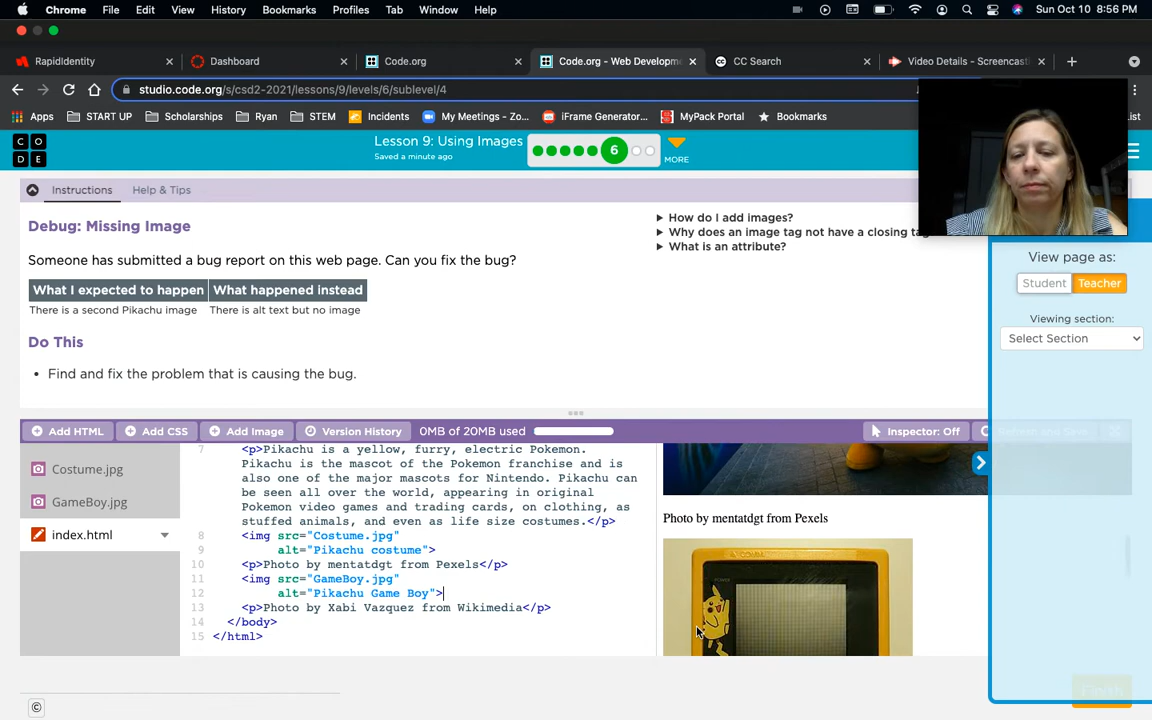 Chrome File Edit View History Bookmarks Profiles Tab Window Help Sun Oct 10 8:56 PM
RapidIdentity Dashboard Code.org Code.org - Web Developm CC Search Video Details - Screencast
studio.code.org/s/csd2-2021/lessons/9/levels/6/sublevel/4
Apps START UP Scholarships Ryan STEM Incidents My Meetings - Zo... iFrame Generator... MyPack Portal Bookmarks List
CO
DE
Lesson 9: Using Images
Saved a minute ago
6
MORE
Instructions Help & Tips
Debug: Missing Image
Someone has submitted a bug report on this web page. Can you fix the bug?
What I expected to happen What happened instead
There is a second Pikachu image There is alt text but no image
Do This
• Find and fix the problem that is causing the bug.
How do I add images?
Why does an image tag not have a closing tag
What is an attribute?
View page as:
Student Teacher
Viewing section:
Select Section
Add HTML Add CSS Add Image Version History 0MB of 20MB used Inspector: Off
Costume.jpg
GameBoy.jpg
index.html
7 <p>Pikachu is a yellow, furry, electric Pokemon.
Pikachu is the mascot of the Pokemon franchise and is
also one of the major mascots for Nintendo. Pikachu can
be seen all over the world, appearing in original
Pokemon video games and trading cards, on clothing, as
stuffed animals, and even as life size costumes.</p>
8 <img src="Costume.jpg"
9 alt="Pikachu costume">
10 <p>Photo by mentatdgt from Pexels</p>
11 <img src="GameBoy.jpg"
12 alt="Pikachu Game Boy">
13 <p>Photo by Xabi Vazquez from Wikimedia</p>
14 </body>
15 </html>
Photo by mentatdgt from Pexels
Finish
©